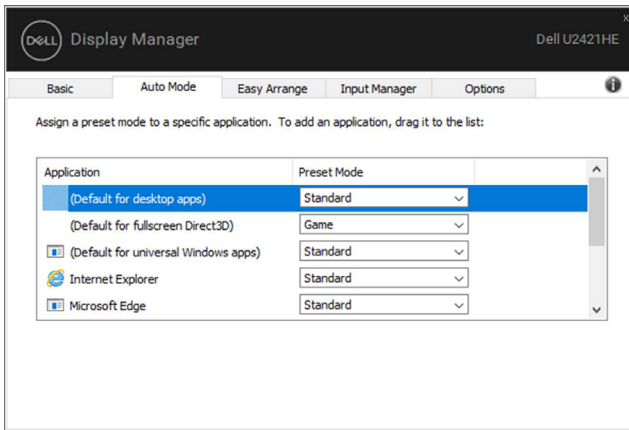 DELL Display Manager
Dell U2421HE
Basic Auto Mode Easy Arrange Input Manager Options
Assign a preset mode to a specific application. To add an application, drag it to the list:
Application Preset Mode
(Default for desktop apps) Standard
(Default for fullscreen Direct3D) Game
(Default for universal Windows apps) Standard
Internet Explorer Standard
Microsoft Edge Standard